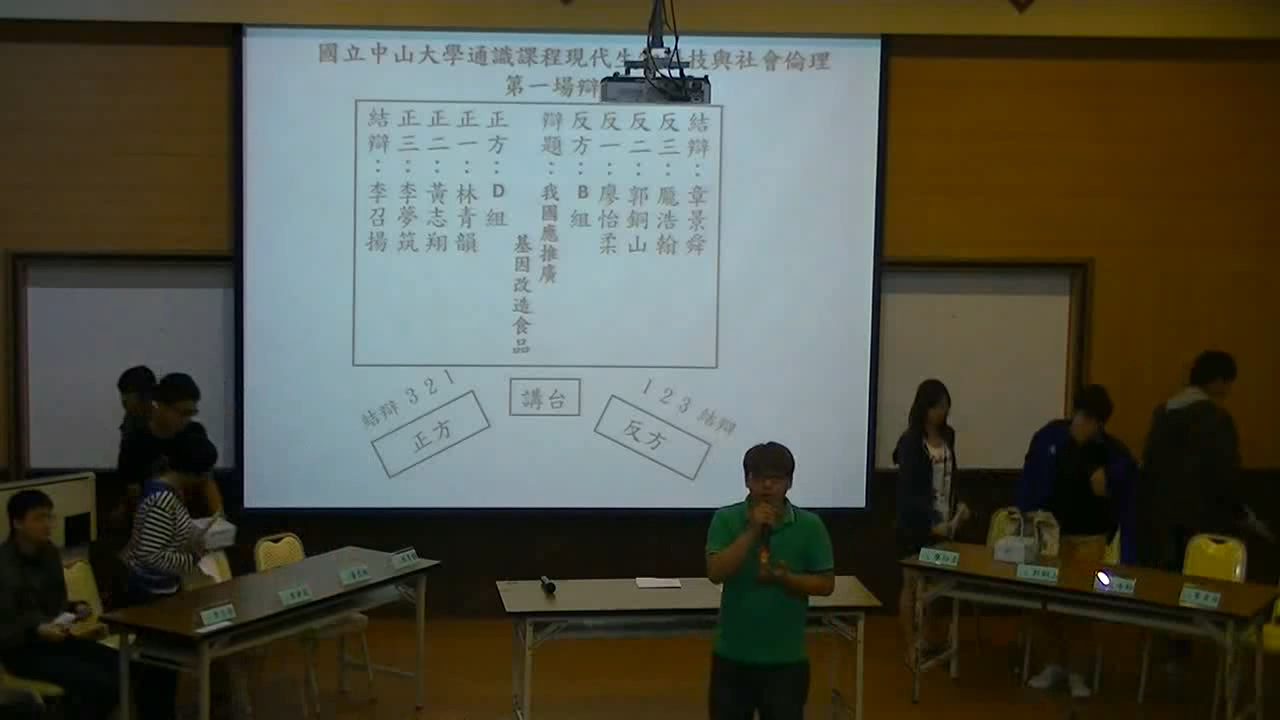 國立中山大學通識課程現代生 技與社會倫理
第一場辯
結辯：章景舜
反三：龐浩翰
反二：郭銅山
反一：廖怡柔
反方：B組
辯題：我國應推廣
基因改造食品
正方：D組
正一：林青韻
正二：黃志翔
正三：李夢筑
結辯：李召揚
結辯 3 2 1
正方
講台
1 2 3 結辯
反方